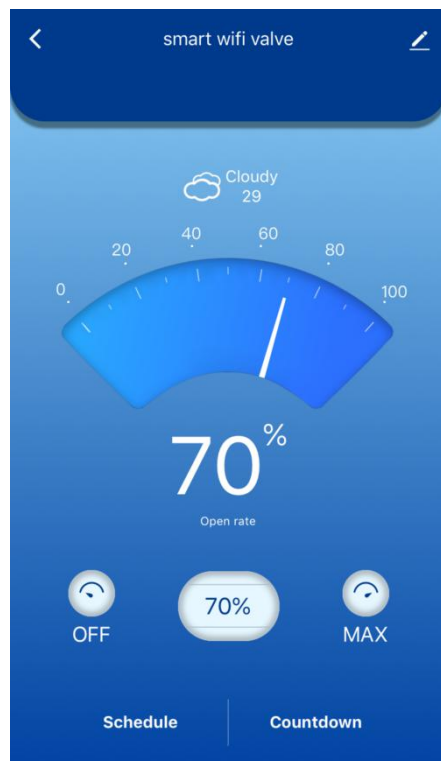 smart wifi valve
Cloudy
29
0
20
40
60
80
100
70%
Open rate
70%
OFF
MAX
Schedule
Countdown